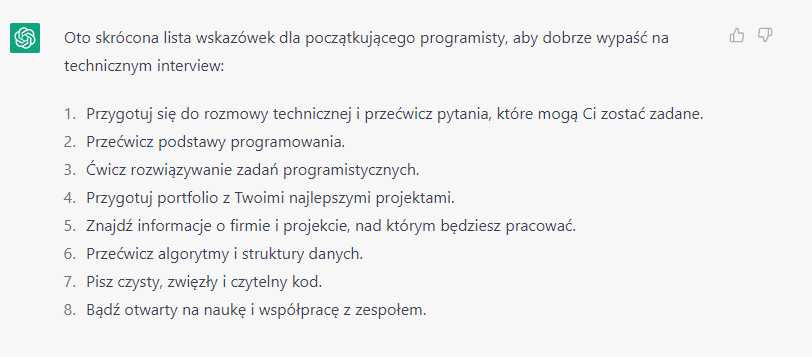 Oto skrócona lista wskazówek dla początkującego programisty, aby dobrze wypaść na
technicznym interview:
1. Przygotuj się do rozmowy technicznej i przećwicz pytania, które mogą Ci zostać zadane.
2. Przećwicz podstawy programowania.
3. Ćwicz rozwiązywanie zadań programistycznych.
4. Przygotuj portfolio z Twoimi najlepszymi projektami.
5. Znajdź informacje o firmie i projekcie, nad którym będziesz pracować.
6. Przećwicz algorytmy i struktury danych.
7. Pisz czysty, zwięzły i czytelny kod.
8. Bądź otwarty na naukę i współpracę z zespołem.